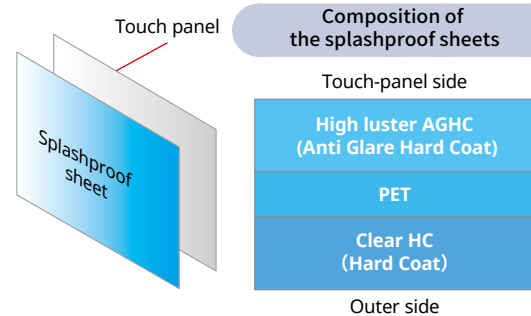 Touch panel
Splashproof
sheet
Composition of
the splashproof sheets
Touch-panel side
High luster AGHC
(Anti Glare Hard Coat)
PET
Clear HC
（Hard Coat）
Outer side